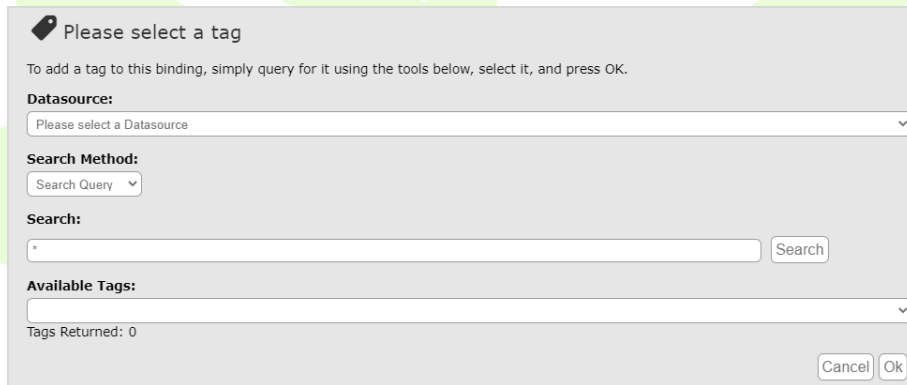 Please select a tag
To add a tag to this binding, simply query for it using the tools below, select it, and press OK.
Datasource:
Please select a Datasource
Search Method:
Search Query
Search:
* Search
Available Tags:
Tags Returned: 0
Cancel Ok